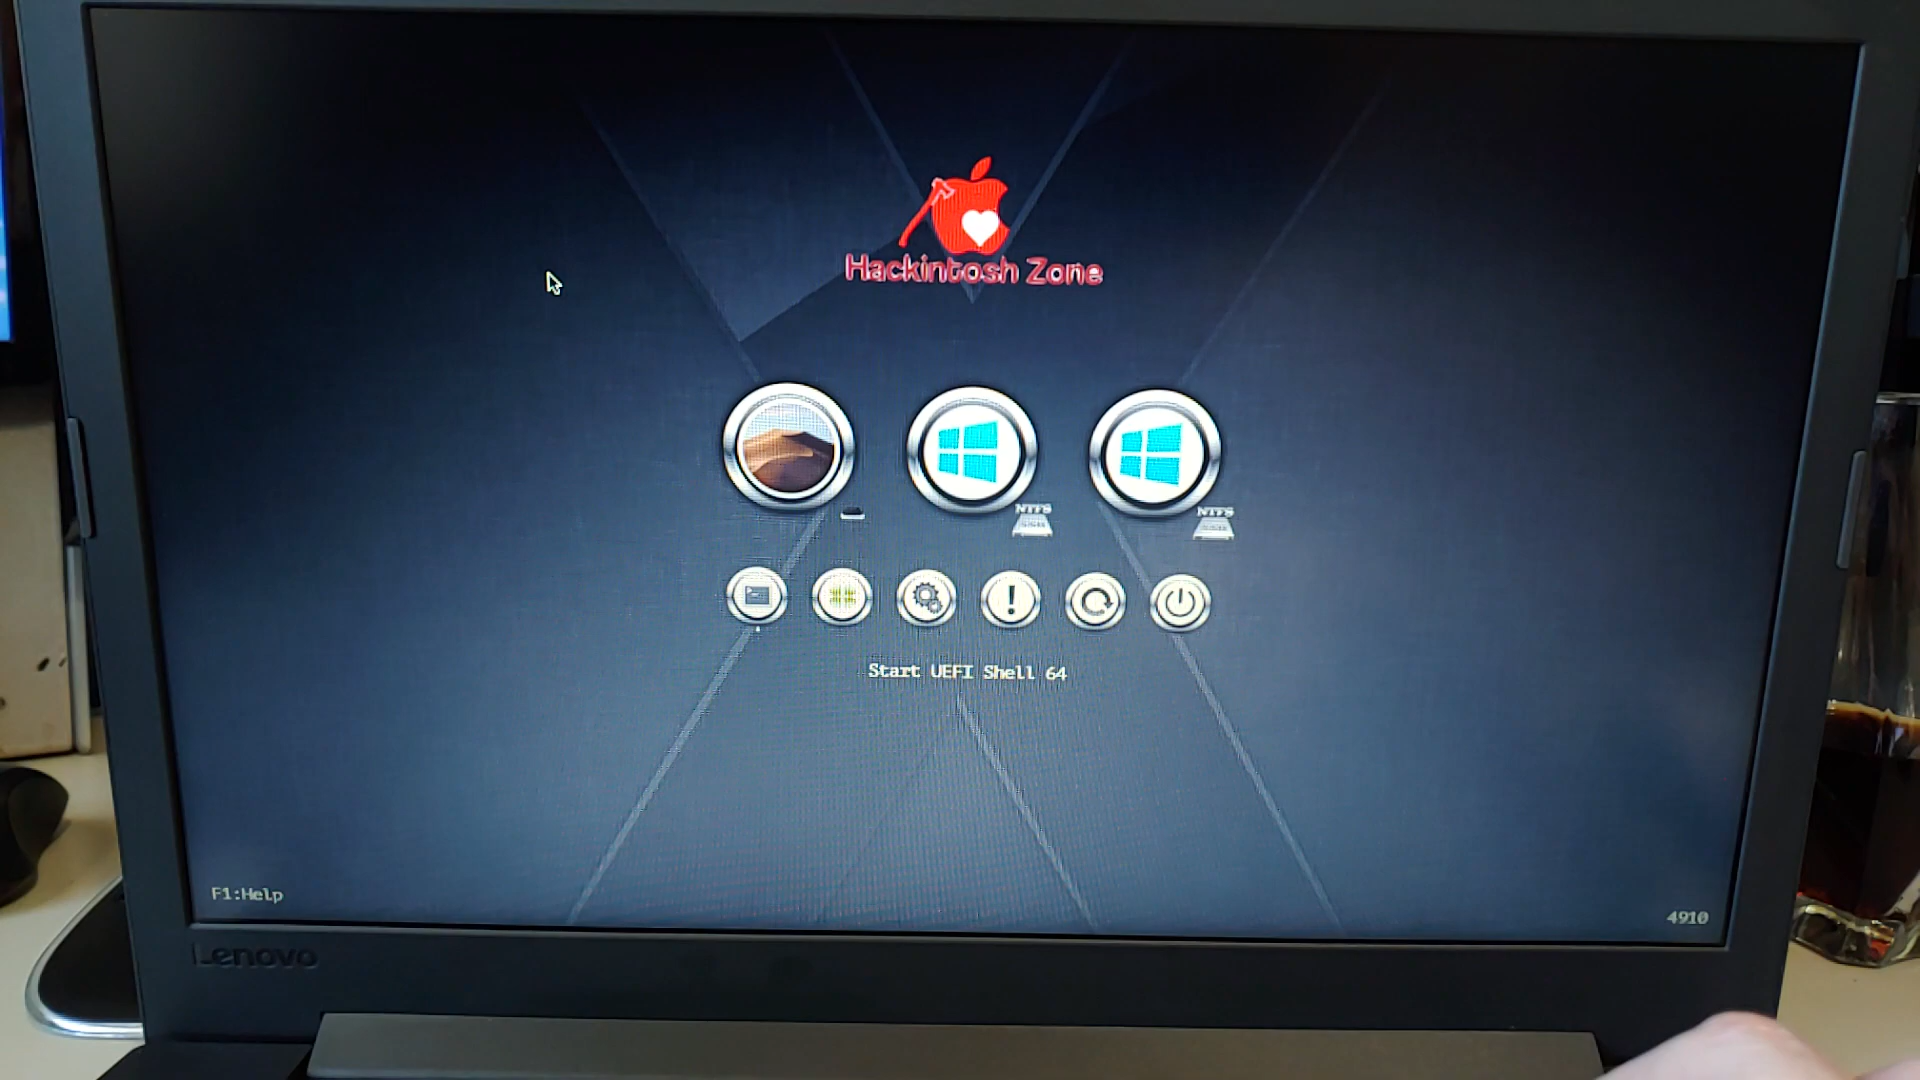 Hackintosh Zone
NTFS
NTFS
Start UEFI Shell 64
F1:Help
4910
Lenovo